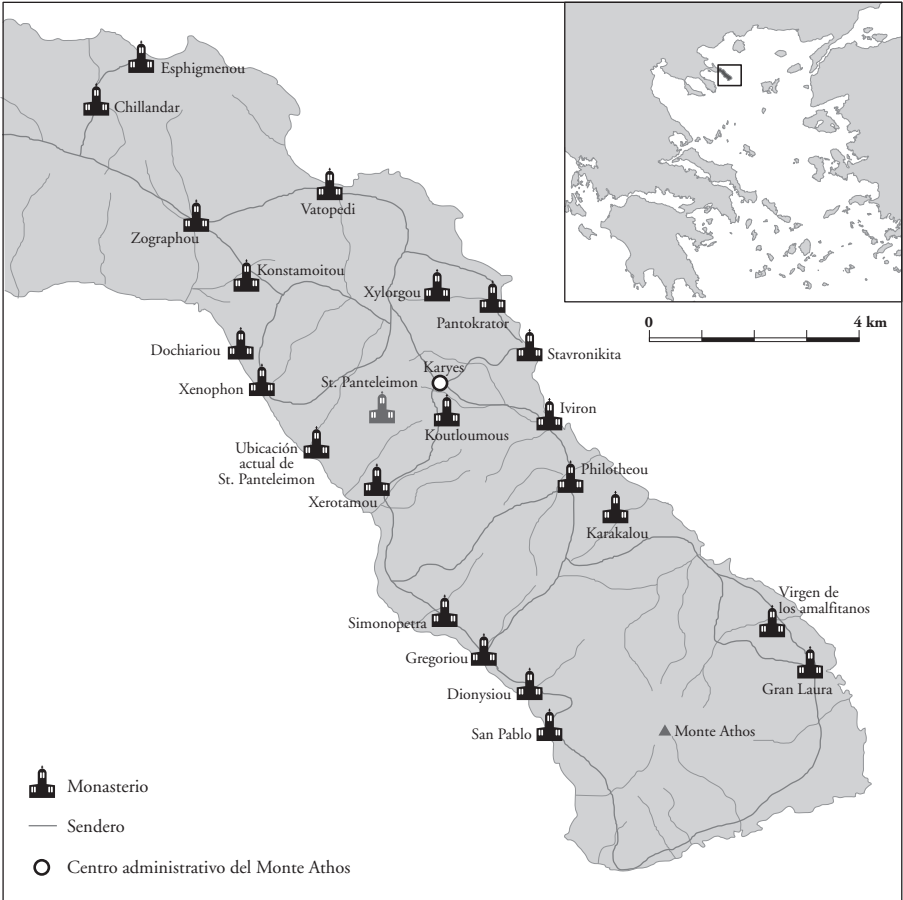 Esphigmenou
Chillandar
Vatopedi
Zographou
Konstamoitou
Xylorgou
Pantokrator
0
4 km
Dochiariou
Stavronikita
Karyes
Xenophon
St. Panteleimon
Iviron
Koutloumous
Ubicación
actual de
St. Panteleimon
Philotheou
Xerotamou
Karakalou
Virgen de
los amalfitanos
Simonopetra
Gregoriou
Gran Laura
Dionysiou
San Pablo
Monte Athos
Monasterio
Sendero
Centro administrativo del Monte Athos